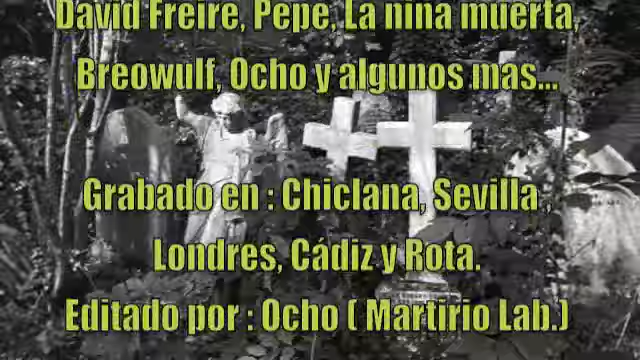 David Freire, Pepe, La nina muerta,
Breowulf, Ocho y algunos mas...
Grabado en : Chiclana, Sevilla ,
Londres, Cádiz y Rota.
Editado por : Ocho ( Martirio Lab.)